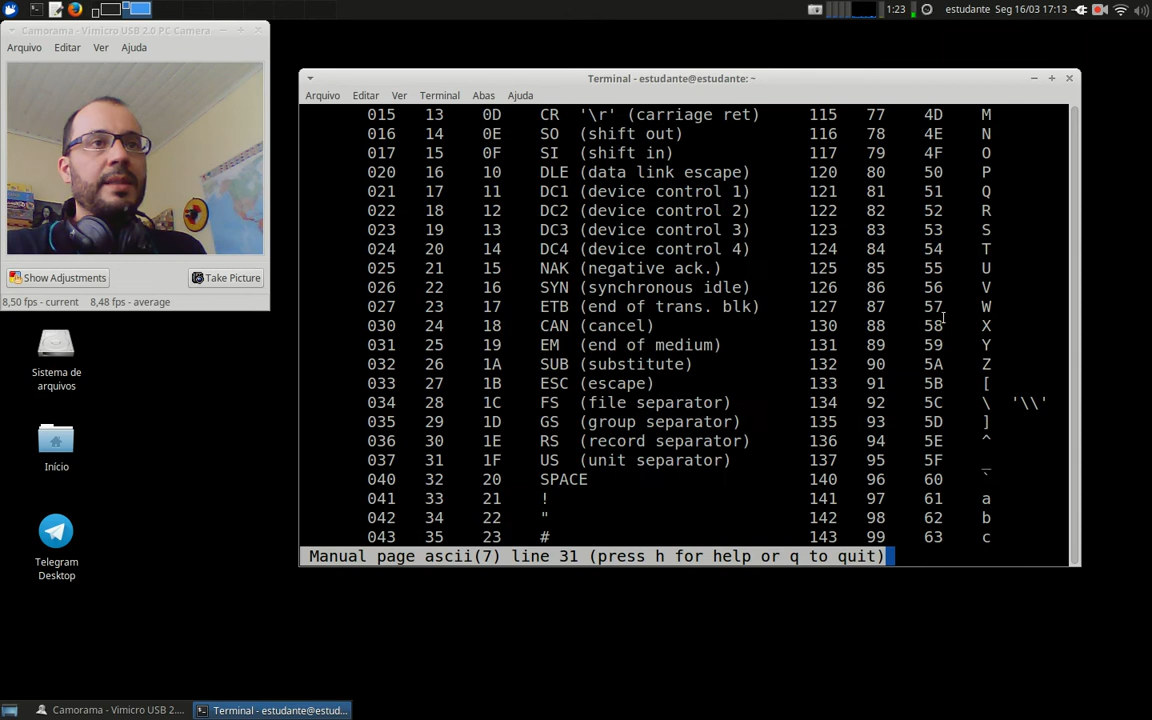 1:23
estudante Seg 16/03 17:13
Camorama - Vimicro USB 2.0 PC Camera
Arquivo Editar Ver Ajuda
Show Adjustments
Take Picture
8,50 fps - current 8,48 fps - average
Sistema de
arquivos
Início
Telegram
Desktop
Terminal - estudante@estudante: ~
Arquivo Editar Ver Terminal Abas Ajuda
015 13 0D CR '\r' (carriage ret) 115 77 4D M
016 14 0E SO (shift out) 116 78 4E N
017 15 0F SI (shift in) 117 79 4F O
020 16 10 DLE (data link escape) 120 80 50 P
021 17 11 DC1 (device control 1) 121 81 51 Q
022 18 12 DC2 (device control 2) 122 82 52 R
023 19 13 DC3 (device control 3) 123 83 53 S
024 20 14 DC4 (device control 4) 124 84 54 T
025 21 15 NAK (negative ack.) 125 85 55 U
026 22 16 SYN (synchronous idle) 126 86 56 V
027 23 17 ETB (end of trans. blk) 127 87 57 W
030 24 18 CAN (cancel) 130 88 58 X
031 25 19 EM (end of medium) 131 89 59 Y
032 26 1A SUB (substitute) 132 90 5A Z
033 27 1B ESC (escape) 133 91 5B [
034 28 1C FS (file separator) 134 92 5C \ '\\'
035 29 1D GS (group separator) 135 93 5D ]
036 30 1E RS (record separator) 136 94 5E ^
037 31 1F US (unit separator) 137 95 5F _
040 32 20 SPACE 140 96 60 `
041 33 21 ! 141 97 61 a
042 34 22 " 142 98 62 b
043 35 23 # 143 99 63 c
Manual page ascii(7) line 31 (press h for help or q to quit)
Camorama - Vimicro USB 2....
Terminal - estudante@estud...